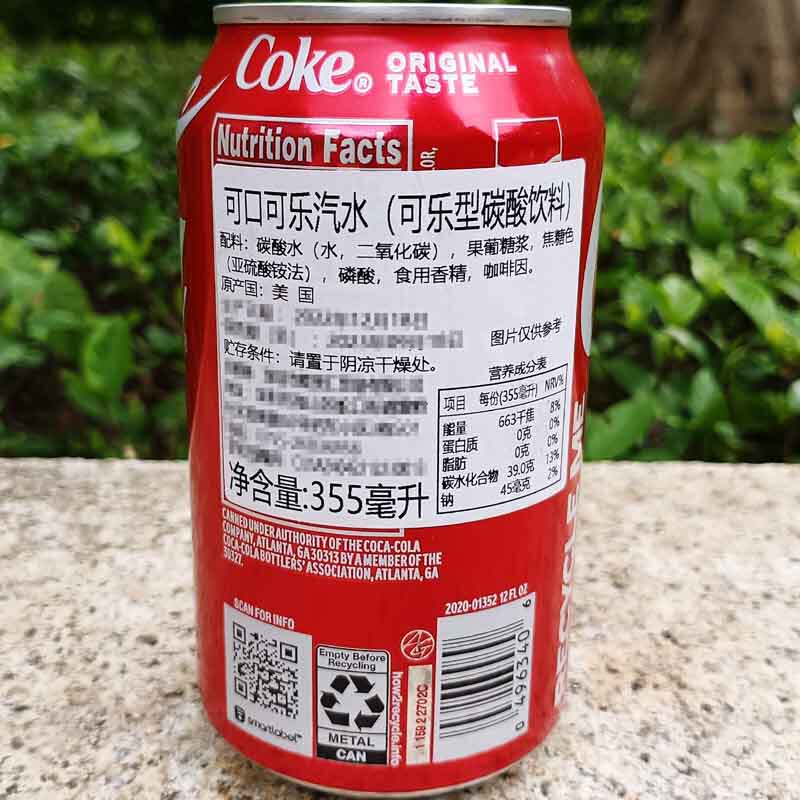 Coke® ORIGINAL TASTE
Nutrition Facts
可口可乐汽水（可乐型碳酸饮料）
配料：碳酸水（水，二氧化碳），果葡糖浆，焦糖色
（亚硫酸铵法），磷酸，食用香精，咖啡因。
原产国：美 国
图片仅供参考
贮存条件：请置于阴凉干燥处。
营养成分表
项目 每份(355毫升) NRV%
能量 663千焦 8%
蛋白质 0克 0%
脂肪 0克 0%
碳水化合物 39.0克 13%
钠 45毫克 2%
净含量:355毫升
CANNED UNDER AUTHORITY OF THE COCA-COLA
COMPANY, ATLANTA, GA 30313 BY A MEMBER OF THE
COCA-COLA BOTTLERS' ASSOCIATION, ATLANTA, GA
30327.
SCAN FOR INFO
smartlabel™
Empty Before
Recycling
METAL
CAN
how2recycle.info
2020-01352 12 FL OZ
0 496340 6
RECYCLE ME